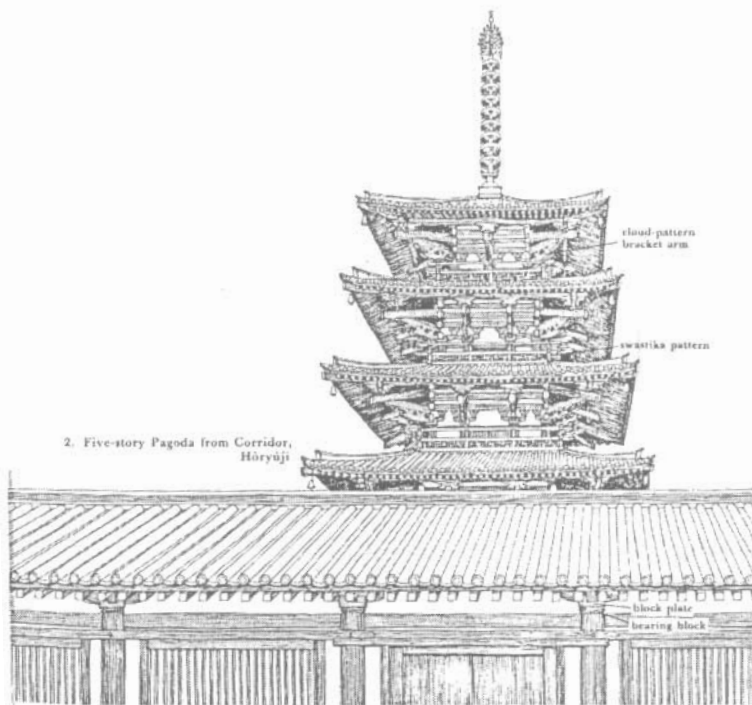 cloud-pattern
bracket arm
swastika pattern
2. Five-story Pagoda from Corridor,
Hōryūji
block plate
bearing block